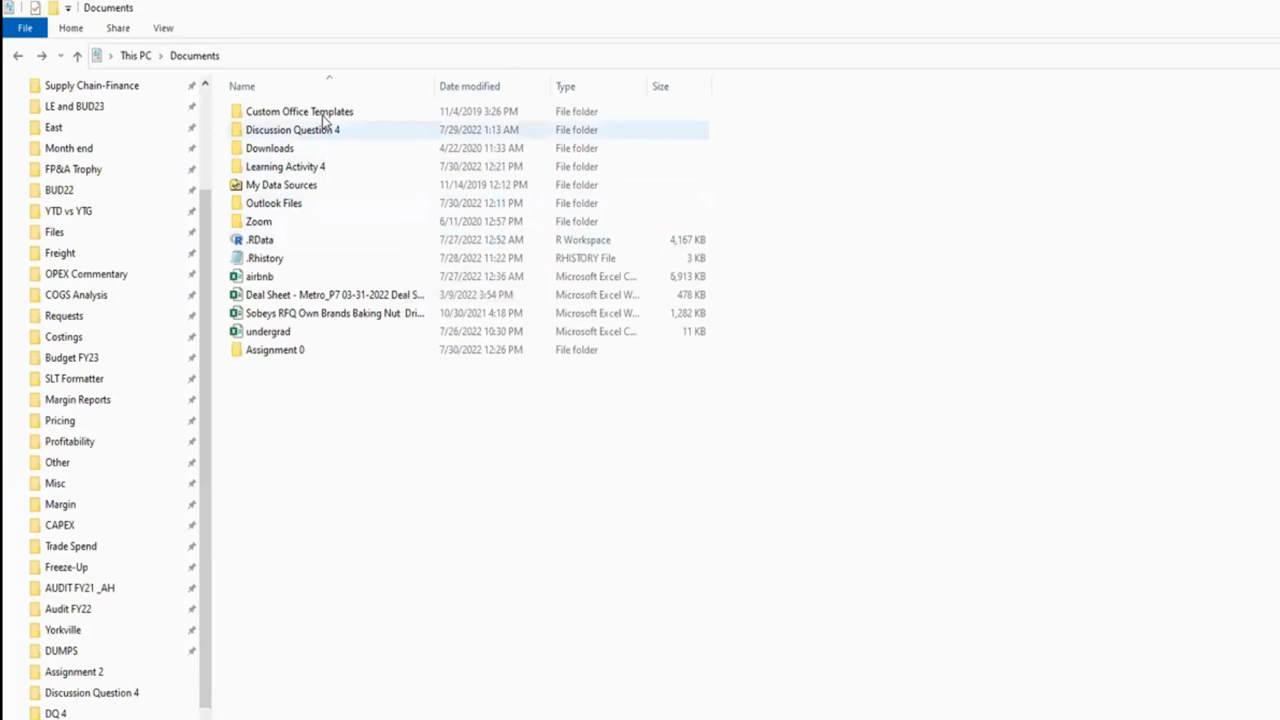 Documents
File Home Share View
This PC Documents
Name Date modified Type Size
Supply Chain-Finance
LE and BUD23
East
Month end
FP&A Trophy
BUD22
YTD vs YTG
Files
Freight
OPEX Commentary
COGS Analysis
Requests
Costings
Budget FY23
SLT Formatter
Margin Reports
Pricing
Profitability
Other
Misc
Margin
CAPEX
Trade Spend
Freeze-Up
AUDIT FY21 _AH
Audit FY22
Yorkville
DUMPS
Assignment 2
Discussion Question 4
DQ 4
Custom Office Templates 11/4/2019 3:26 PM File folder
Discussion Question 4 7/29/2022 1:13 AM File folder
Downloads 4/22/2020 11:33 AM File folder
Learning Activity 4 7/30/2022 12:21 PM File folder
My Data Sources 11/14/2019 12:12 PM File folder
Outlook Files 7/30/2022 12:11 PM File folder
Zoom 6/11/2020 12:57 PM File folder
.RData 7/27/2022 12:52 AM R Workspace 4,167 KB
.Rhistory 7/28/2022 11:22 PM RHISTORY File 3 KB
airbnb 7/27/2022 12:36 AM Microsoft Excel C... 6,913 KB
Deal Sheet - Metro_P7 03-31-2022 Deal S... 3/9/2022 3:54 PM Microsoft Excel W... 478 KB
Sobeys RFQ Own Brands Baking Nut Dri... 10/30/2021 4:18 PM Microsoft Excel W... 1,282 KB
undergrad 7/26/2022 10:30 PM Microsoft Excel C... 11 KB
Assignment 0 7/30/2022 12:26 PM File folder